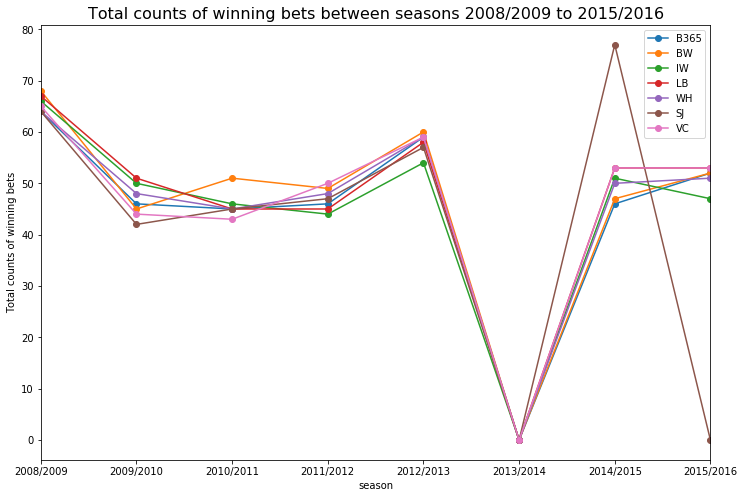 Total counts of winning bets between seasons 2008/2009 to 2015/2016
B365
BW
IW
LB
WH
SJ
VC
Total counts of winning bets
80
70
60
50
40
30
20
10
0
2008/2009 2009/2010 2010/2011 2011/2012 2012/2013 2013/2014 2014/2015 2015/2016
season